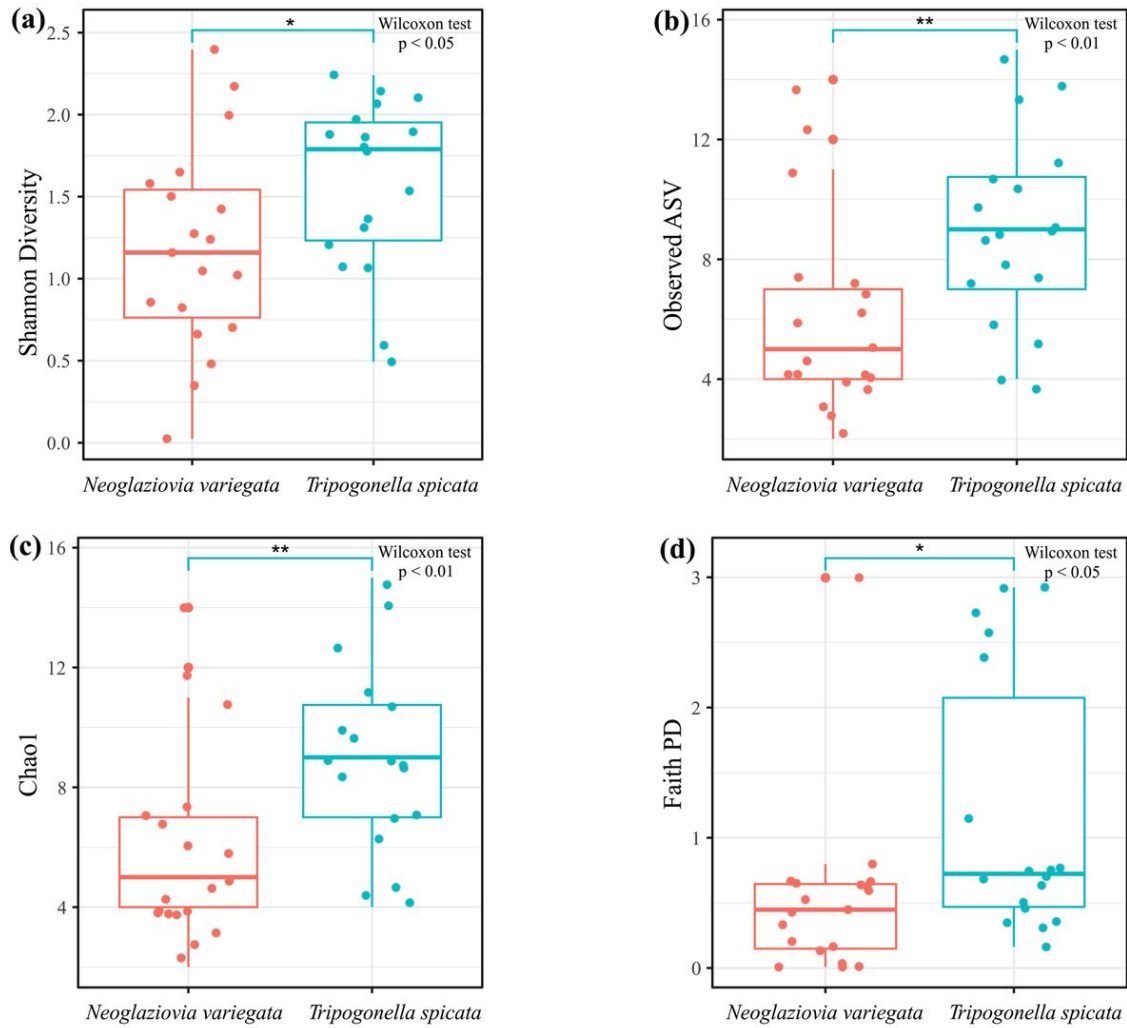 (a)
*
Wilcoxon test
p < 0.05
2.5
2.0
1.5
1.0
0.5
0.0
Shannon Diversity
Neoglaziovia variegata
Tripogonella spicata
(b)
**
Wilcoxon test
p < 0.01
16
12
8
4
Observed ASV
Neoglaziovia variegata
Tripogonella spicata
(c)
**
Wilcoxon test
p < 0.01
16
12
8
4
Chao1
Neoglaziovia variegata
Tripogonella spicata
(d)
*
Wilcoxon test
p < 0.05
3
2
1
0
Faith PD
Neoglaziovia variegata
Tripogonella spicata